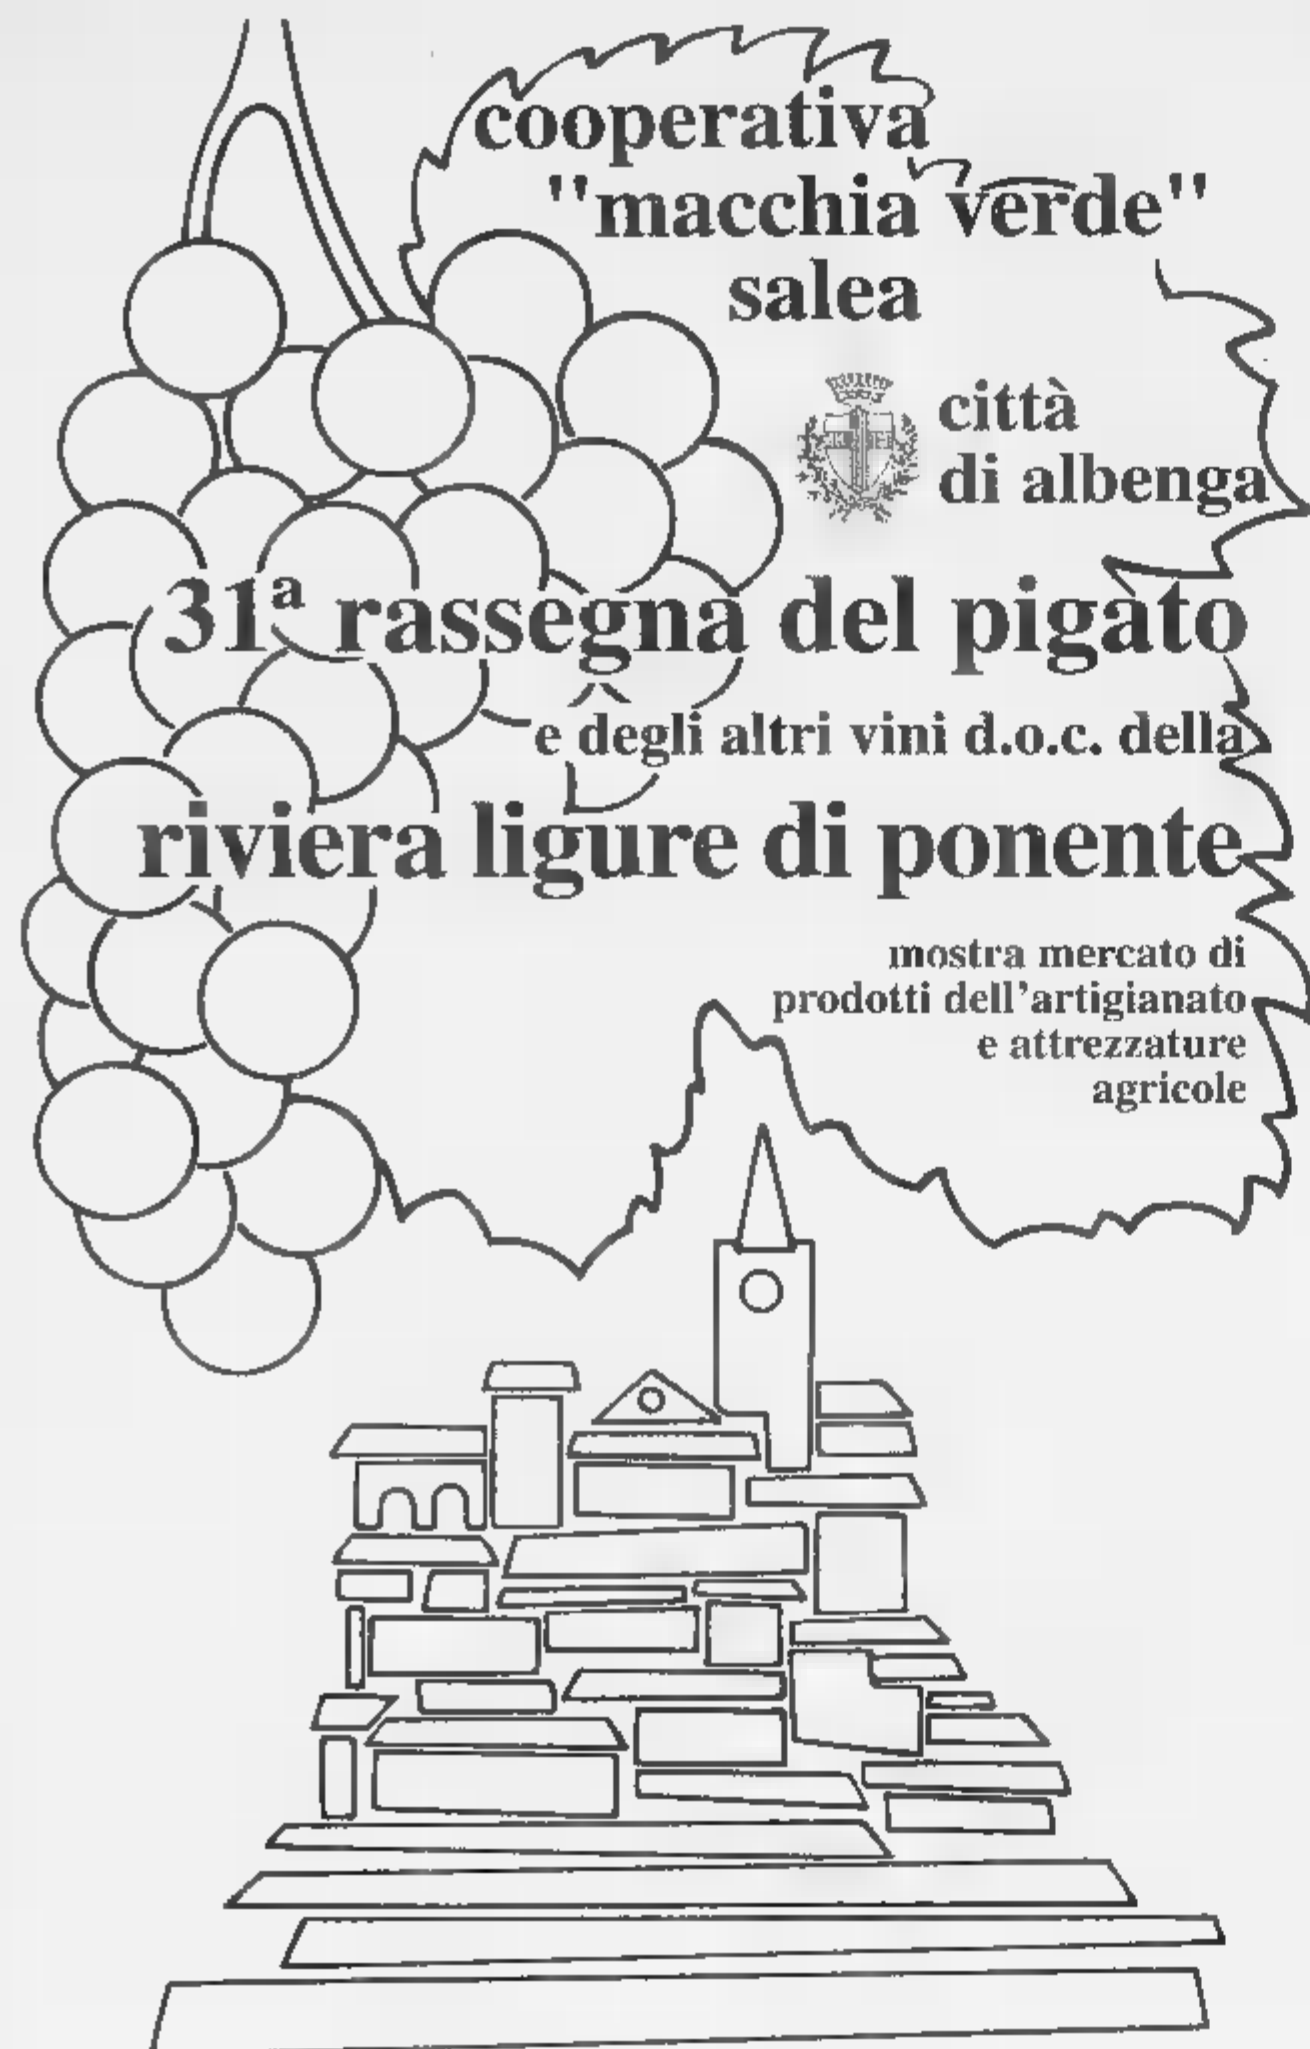 cooperativa
"macchia verde"
salea
città
di albenga
31ª rassegna del pigato
e degli altri vini d.o.c. della
riviera ligure di ponente
mostra mercato di
prodotti dell'artigianato
e attrezzature
agricole